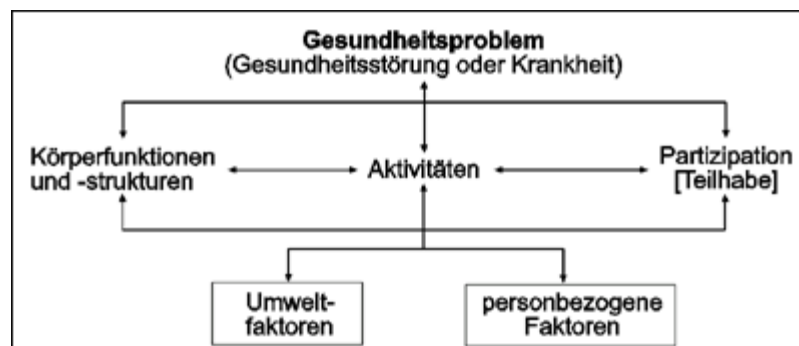 Gesundheitsproblem
(Gesundheitsstörung oder Krankheit)
Körperfunktionen
und -strukturen
Aktivitäten
Partizipation
[Teilhabe]
Umwelt-
faktoren
personbezogene
Faktoren